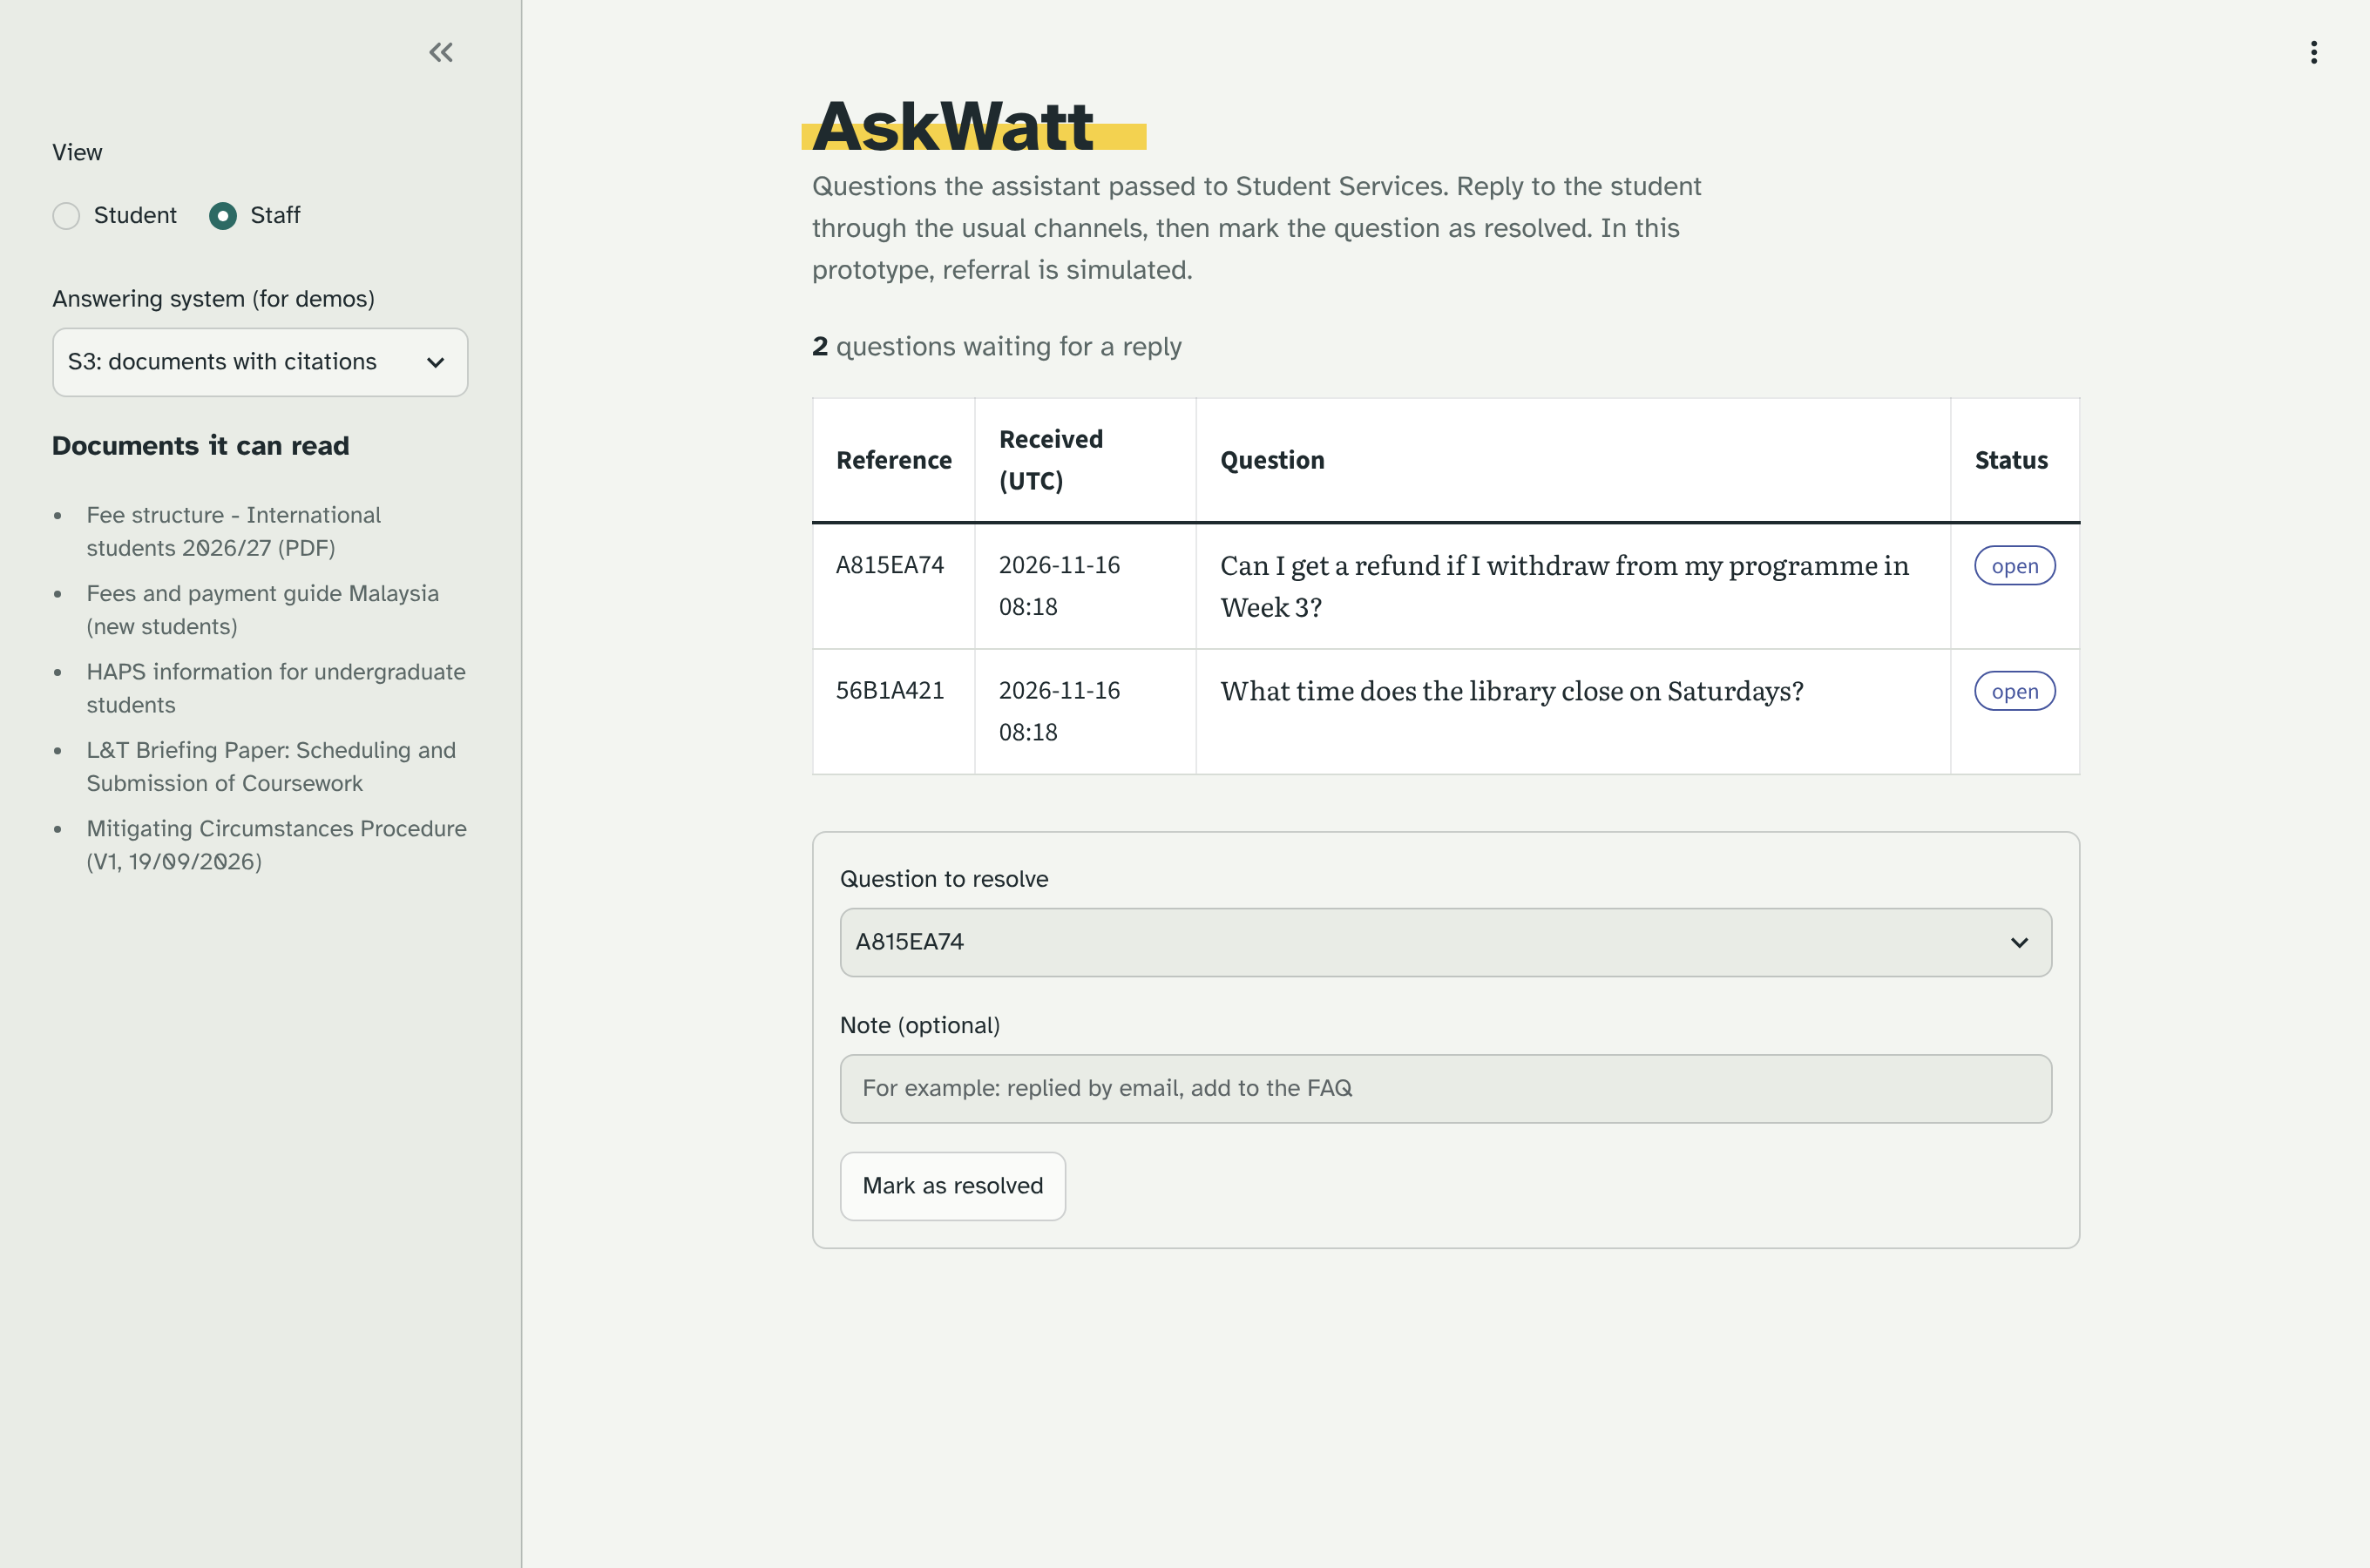 View
Student
Staff
Answering system (for demos)
S3: documents with citations
Documents it can read
Fee structure - International
students 2026/27 (PDF)
Fees and payment guide Malaysia
(new students)
HAPS information for undergraduate
students
L&T Briefing Paper: Scheduling and
Submission of Coursework
Mitigating Circumstances Procedure
(V1, 19/09/2026)
AskWatt
Questions the assistant passed to Student Services. Reply to the student
through the usual channels, then mark the question as resolved. In this
prototype, referral is simulated.
2 questions waiting for a reply
Reference
Received
(UTC)
Question
Status
A815EA74
2026-11-16
08:18
Can I get a refund if I withdraw from my programme in
Week 3?
open
56B1A421
2026-11-16
08:18
What time does the library close on Saturdays?
open
Question to resolve
A815EA74
Note (optional)
For example: replied by email, add to the FAQ
Mark as resolved